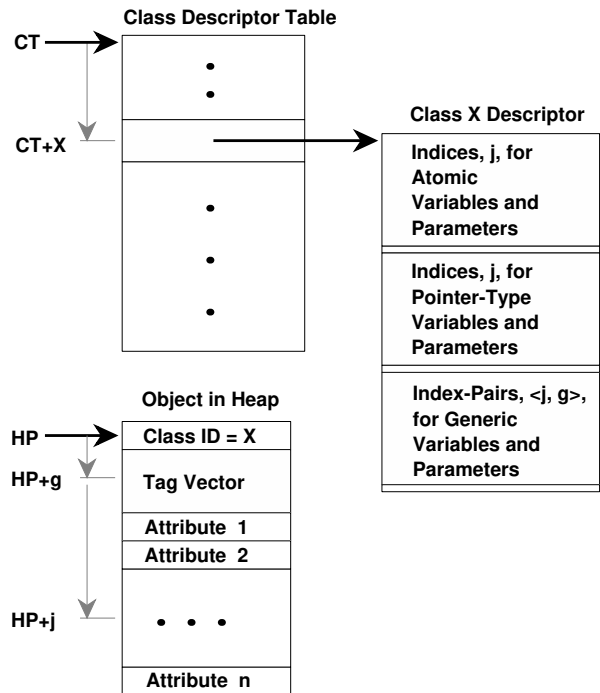 Class Descriptor Table
CT
CT+X
Class X Descriptor
Indices, j, for
Atomic
Variables and
Parameters
Indices, j, for
Pointer-Type
Variables and
Parameters
Index-Pairs, <j, g>,
for Generic
Variables and
Parameters
Object in Heap
HP
Class ID = X
HP+g
Tag Vector
Attribute 1
Attribute 2
HP+j
Attribute n